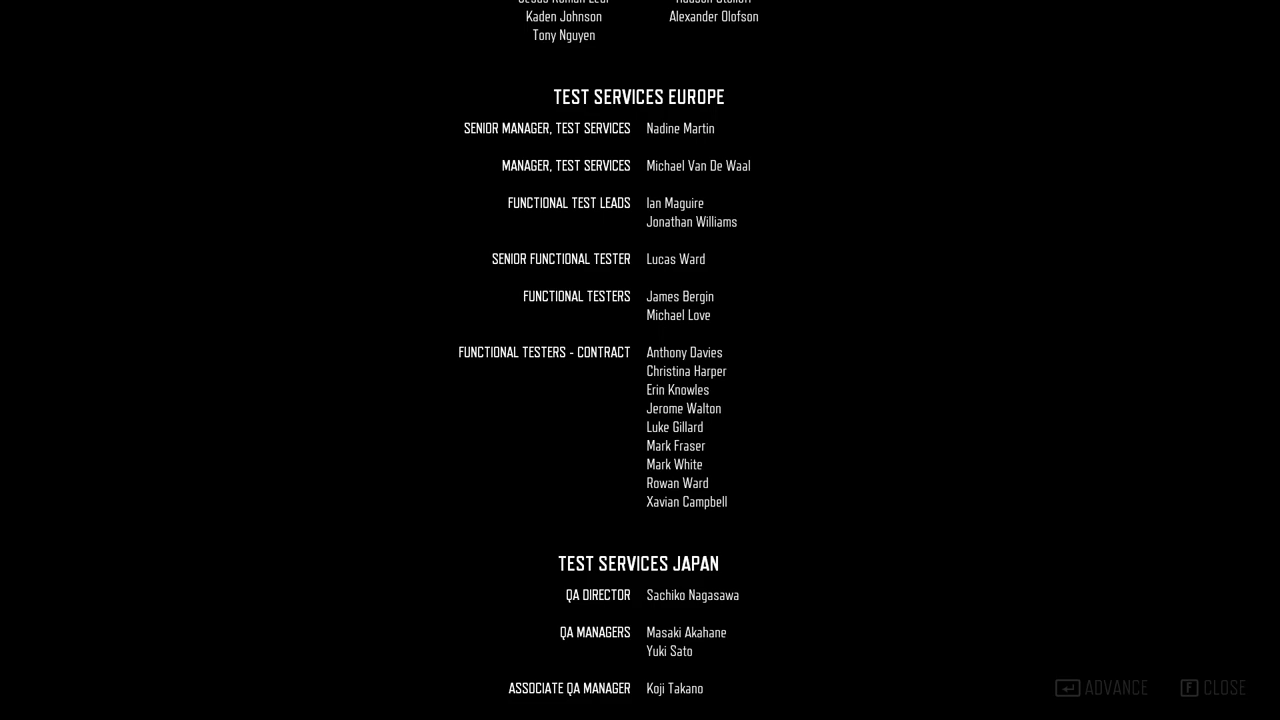 Kaden Johnson Alexander Olofson
Tony Nguyen
TEST SERVICES EUROPE
SENIOR MANAGER, TEST SERVICES Nadine Martin
MANAGER, TEST SERVICES Michael Van De Waal
FUNCTIONAL TEST LEADS Ian Maguire
Jonathan Williams
SENIOR FUNCTIONAL TESTER Lucas Ward
FUNCTIONAL TESTERS James Bergin
Michael Love
FUNCTIONAL TESTERS - CONTRACT Anthony Davies
Christina Harper
Erin Knowles
Jerome Walton
Luke Gillard
Mark Fraser
Mark White
Rowan Ward
Xavian Campbell
TEST SERVICES JAPAN
QA DIRECTOR Sachiko Nagasawa
QA MANAGERS Masaki Akahane
Yuki Sato
ASSOCIATE QA MANAGER Koji Takano
ADVANCE F CLOSE